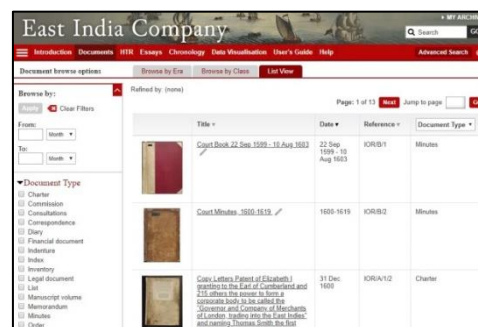 East India Company
MY ARCHI
Search
GO
Introduction Documents HTR Essays Chronology Data Visualisation User's Guide Help
Advanced Search
Document browse options:
Browse by Era
Browse by Class
List View
Browse by:
Apply
Clear Filters
From:
Month
To:
Month
Document Type
Charter
Commission
Consultations
Correspondence
Diary
Financial document
Indenture
Index
Inventory
Legal document
List
Manuscript volume
Memorandum
Minutes
Order
Refined by: (none)
Page: 1 of 13 Next Jump to page
Title
Date
Reference
Document Type
Court Book 22 Sep 1599 - 10 Aug 1603
22 Sep
1599 - 10
Aug 1603
IOR/B/1
Minutes
Court Minutes, 1600-1619
1600-1619
IOR/B/2
Minutes
Copy Letters Patent of Elizabeth I
granting to the Earl of Cumberland and
215 others the power to form a
corporate body to be called the
"Governor and Company of Merchants
of London, trading into the East Indies"
and naming Thomas Smith the first
31 Dec
1600
IOR/A/1/2
Charter